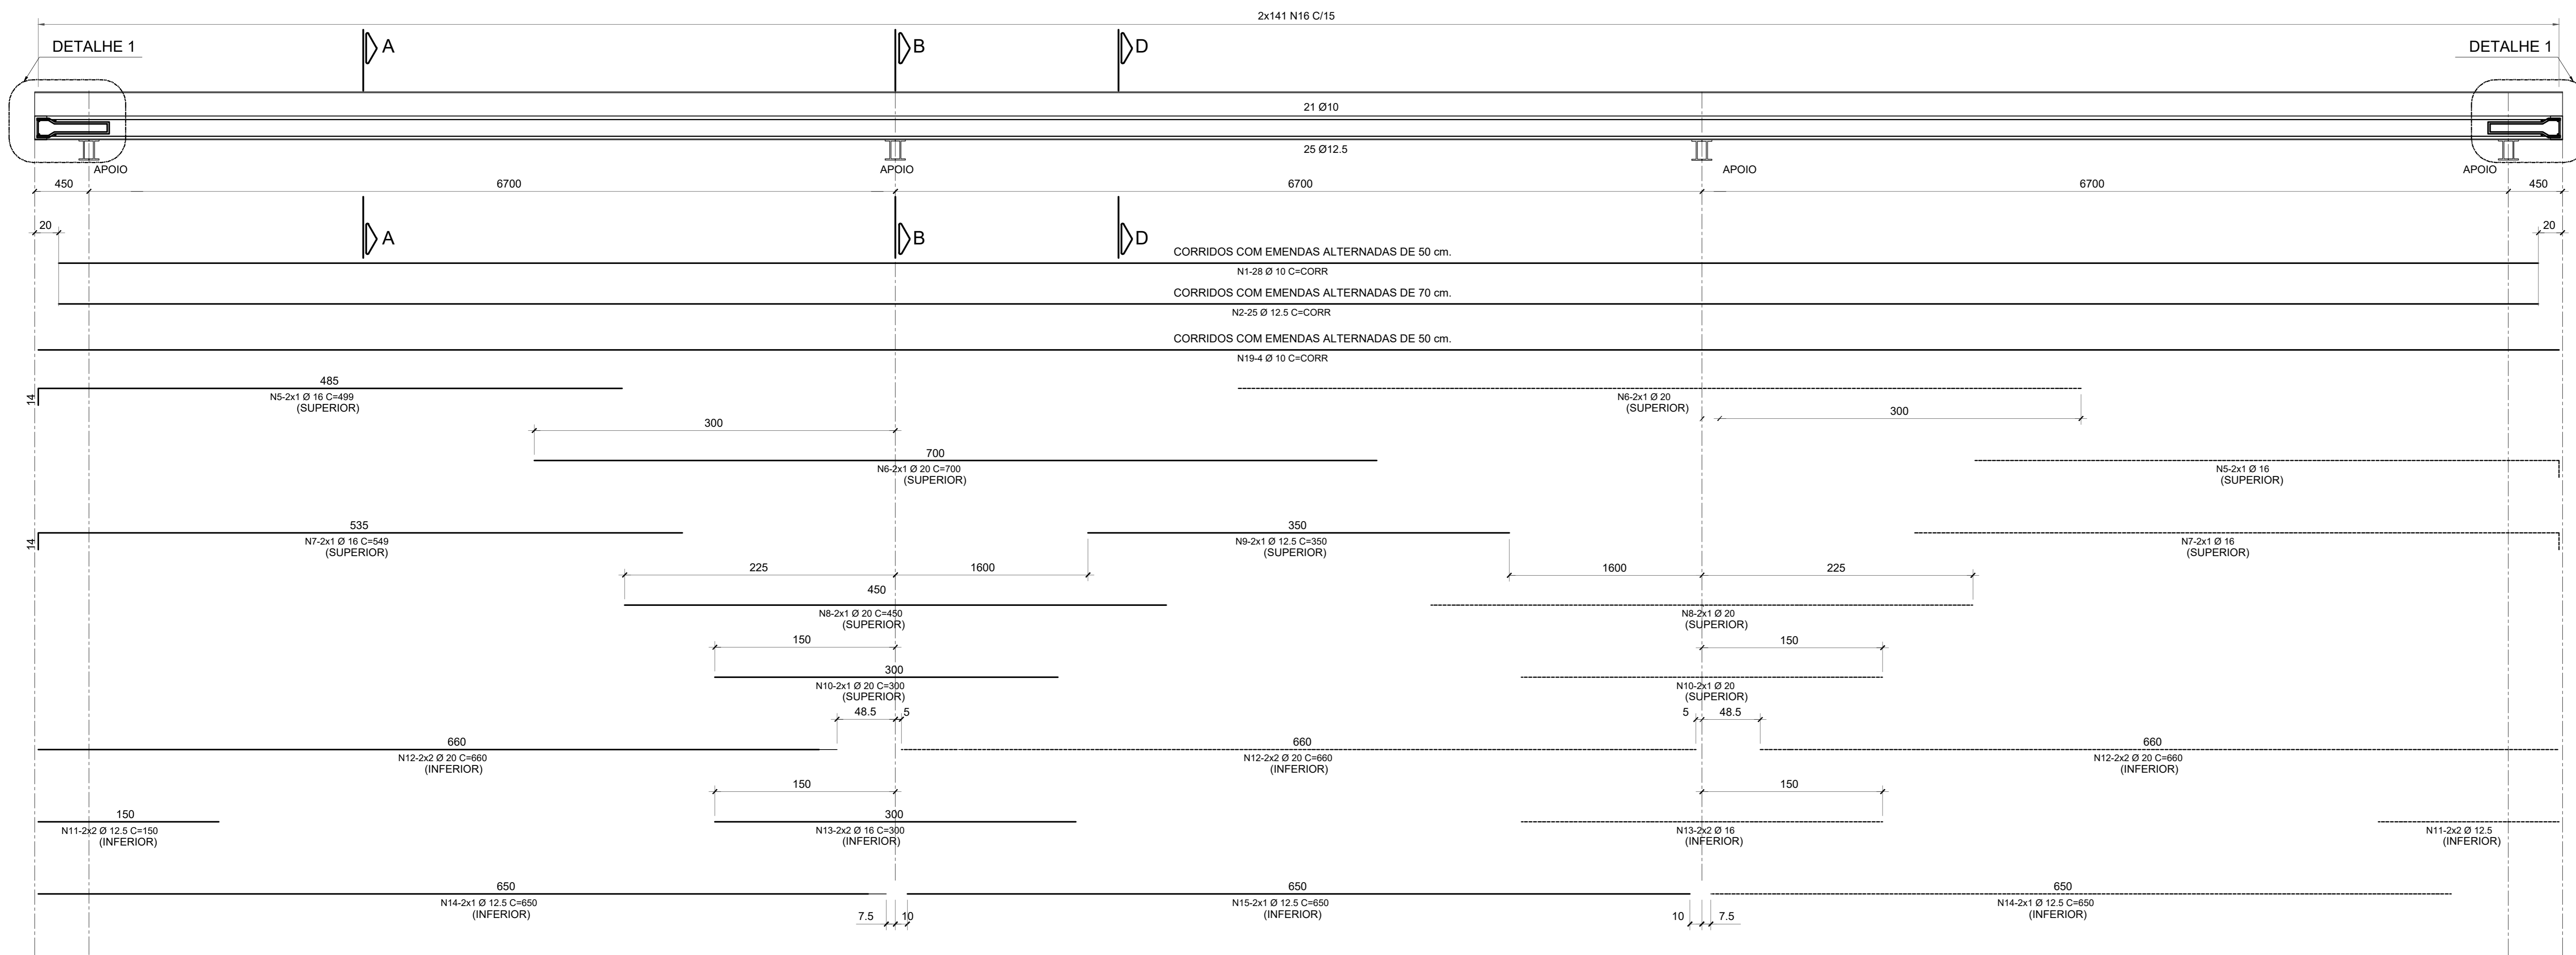 2x141 N16 C/15
DETALHE 1
A
B
D
DETALHE 1
21 Ø10
25 Ø12.5
APOIO
APOIO
APOIO
APOIO
450
6700
6700
6700
450
20
A
B
D
20
CORRIDOS COM EMENDAS ALTERNADAS DE 50 cm.
N1-28 Ø 10 C=CORR
CORRIDOS COM EMENDAS ALTERNADAS DE 70 cm.
N2-25 Ø 12.5 C=CORR
CORRIDOS COM EMENDAS ALTERNADAS DE 50 cm.
N19-4 Ø 10 C=CORR
14
485
N5-2x1 Ø 16 C=499
(SUPERIOR)
N6-2x1 Ø 20
(SUPERIOR)
300
300
700
N6-2x1 Ø 20 C=700
(SUPERIOR)
N5-2x1 Ø 16
(SUPERIOR)
14
535
N7-2x1 Ø 16 C=549
(SUPERIOR)
350
N9-2x1 Ø 12.5 C=350
(SUPERIOR)
N7-2x1 Ø 16
(SUPERIOR)
225
1600
1600
225
450
N8-2x1 Ø 20 C=450
(SUPERIOR)
N8-2x1 Ø 20
(SUPERIOR)
150
150
300
N10-2x1 Ø 20 C=300
(SUPERIOR)
N10-2x1 Ø 20
(SUPERIOR)
48.5
5
5
48.5
660
N12-2x2 Ø 20 C=660
(INFERIOR)
660
N12-2x2 Ø 20 C=660
(INFERIOR)
660
N12-2x2 Ø 20 C=660
(INFERIOR)
150
150
150
N11-2x2 Ø 12.5 C=150
(INFERIOR)
300
N13-2x2 Ø 16 C=300
(INFERIOR)
N13-2x2 Ø 16
(INFERIOR)
N11-2x2 Ø 12.5
(INFERIOR)
650
N14-2x1 Ø 12.5 C=650
(INFERIOR)
650
N15-2x1 Ø 12.5 C=650
(INFERIOR)
650
N14-2x1 Ø 12.5 C=650
(INFERIOR)
7.5
10
10
7.5